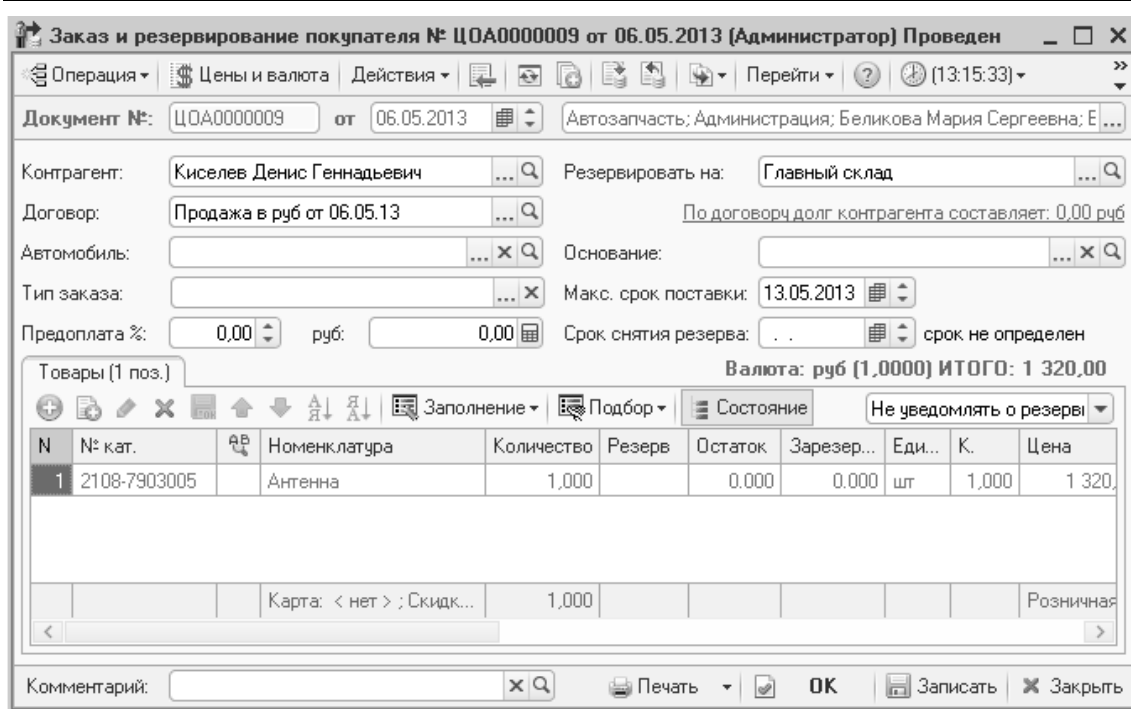 Заказ и резервирование покупателя № ЦОА0000009 от 06.05.2013 (Администратор) Проведен
Операция Цены и валюта Действия Перейти (13:15:33)
Документ №: ЦОА0000009 от 06.05.2013 Автозапчасть; Администрация; Беликова Мария Сергеевна; Е ...
Контрагент: Киселев Денис Геннадьевич ... Резервировать на: Главный склад ...
Договор: Продажа в руб от 06.05.13 ... По договору долг контрагента составляет: 0,00 руб
Автомобиль: ... Основание: ...
Тип заказа: ... Макс. срок поставки: 13.05.2013
Предоплата %: 0,00 руб: 0,00 Срок снятия резерва: . . срок не определен
Товары (1 поз.) Валюта: руб (1,0000) ИТОГО: 1 320,00
Заполнение Подбор Состояние Не уведомлять о резерві
N № кат. Номенклатура Количество Резерв Остаток Зарезер... Еди... К. Цена
1 2108-7903005 Антенна 1,000 0.000 0.000 шт 1,000 1 320,
Карта: < нет > ; Скидк... 1,000 Розничная
Комментарий: Печать OK Записать Закрыть